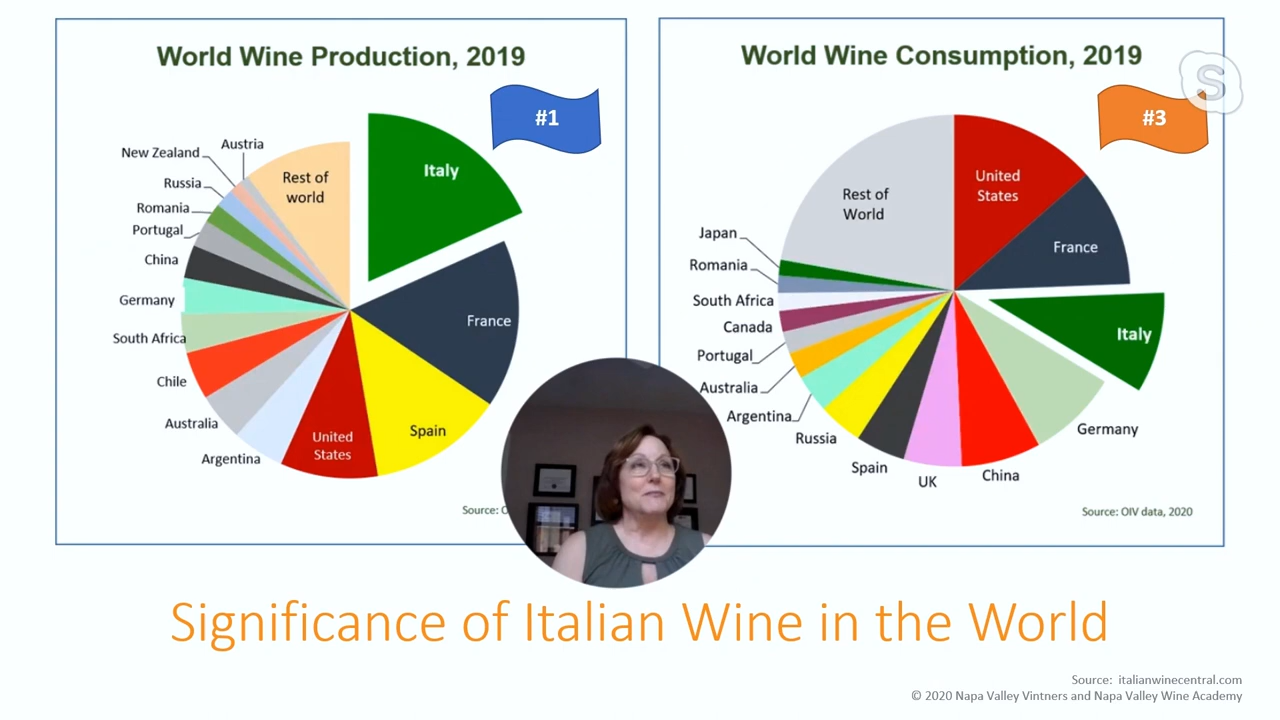 World Wine Production, 2019
#1
Italy
France
Spain
United
States
Argentina
Australia
Chile
South Africa
Germany
China
Portugal
Romania
Russia
New Zealand
Austria
Rest of
world
Source:
World Wine Consumption, 2019
S
#3
United
States
France
Italy
Germany
China
UK
Spain
Russia
Argentina
Australia
Portugal
Canada
South Africa
Romania
Japan
Rest of
World
Source: OIV data, 2020
Significance of Italian Wine in the World
Source: italianwinecentral.com
© 2020 Napa Valley Vintners and Napa Valley Wine Academy